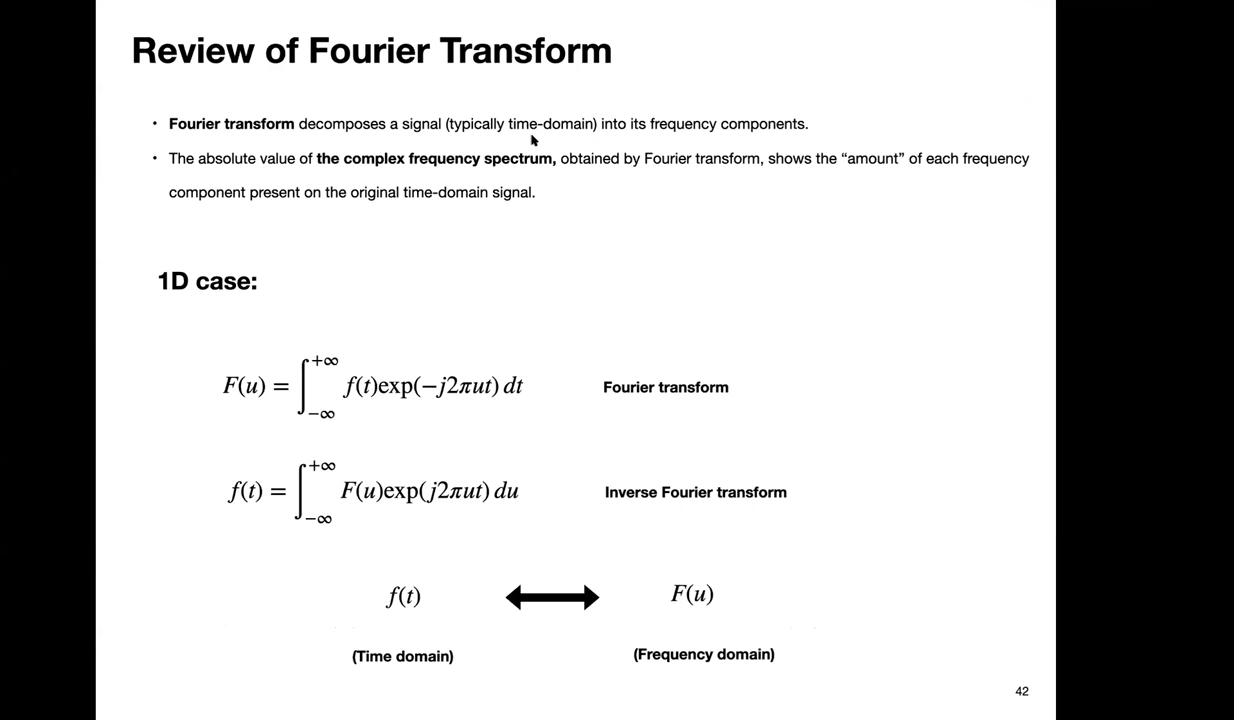 Review of Fourier Transform
• Fourier transform decomposes a signal (typically time-domain) into its frequency components.
• The absolute value of the complex frequency spectrum, obtained by Fourier transform, shows the “amount” of each frequency
component present on the original time-domain signal.
1D case:
F(u) = ∫_{−∞}^{+∞} f(t)exp(−j2πut) dt Fourier transform
f(t) = ∫_{−∞}^{+∞} F(u)exp(j2πut) du Inverse Fourier transform
f(t) F(u)
(Time domain) (Frequency domain)
42